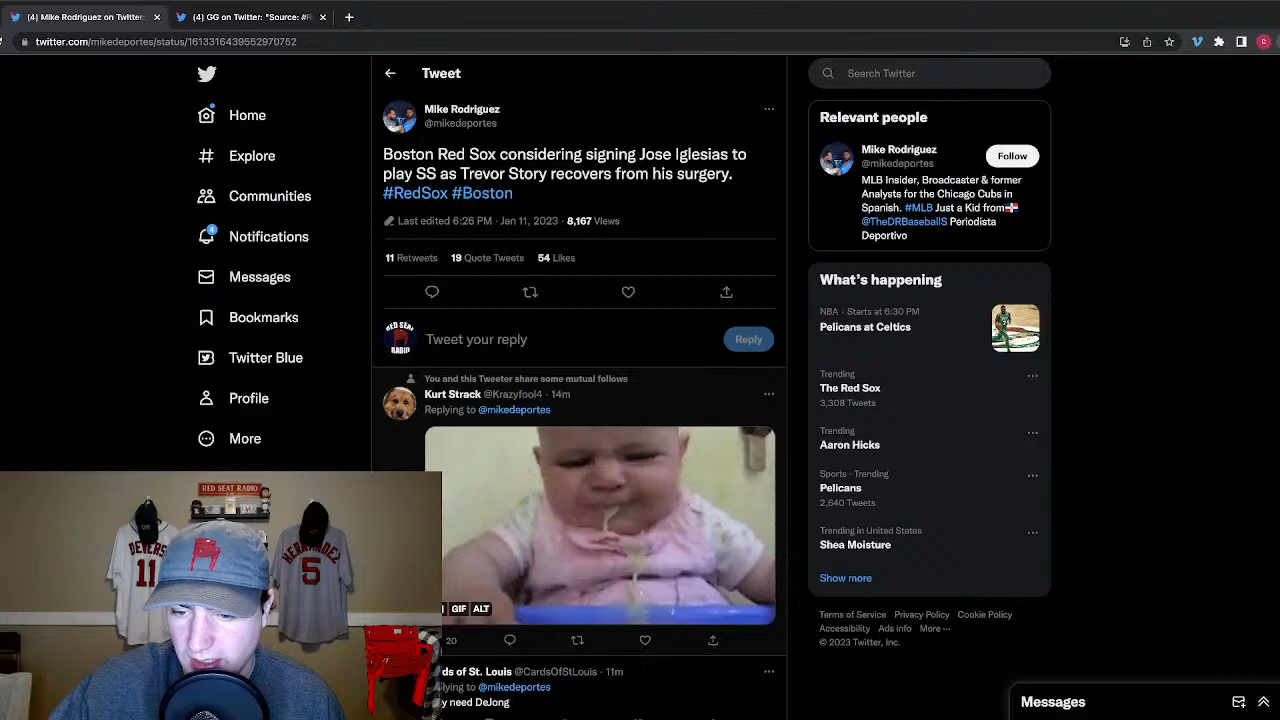 (4) Mike Rodriguez on Twitter:
(4) GG on Twitter: "Source: #R
twitter.com/mikedeportes/status/1613316439552970752
Home
Explore
Communities
4
Notifications
Messages
Bookmarks
Twitter Blue
Profile
More
Tweet
Mike Rodriguez
@mikedeportes
Boston Red Sox considering signing Jose Iglesias to
play SS as Trevor Story recovers from his surgery.
#RedSox #Boston
Last edited 6:26 PM · Jan 11, 2023 · 8,167 Views
11 Retweets 19 Quote Tweets 54 Likes
RED SEAT
RADIO
Tweet your reply
Reply
You and this Tweeter share some mutual follows
Kurt Strack @Krazyfool4 · 14m
Replying to @mikedeportes
GIF ALT
20
ds of St. Louis @CardsOfStLouis · 11m
lying to @mikedeportes
y need DeJong
Search Twitter
Relevant people
Mike Rodriguez
@mikedeportes
Follow
MLB Insider, Broadcaster & former
Analysts for the Chicago Cubs in
Spanish. #MLB Just a Kid from🇩🇴
@TheDRBaseballS Periodista
Deportivo
What's happening
NBA · Starts at 6:30 PM
Pelicans at Celtics
Trending
The Red Sox
3,308 Tweets
Trending
Aaron Hicks
Sports · Trending
Pelicans
2,640 Tweets
Trending in United States
Shea Moisture
Show more
Terms of Service Privacy Policy Cookie Policy
Accessibility Ads info More ···
© 2023 Twitter, Inc.
Messages
RED SEAT RADIO
DEVERS
11
HERNÁNDEZ
5